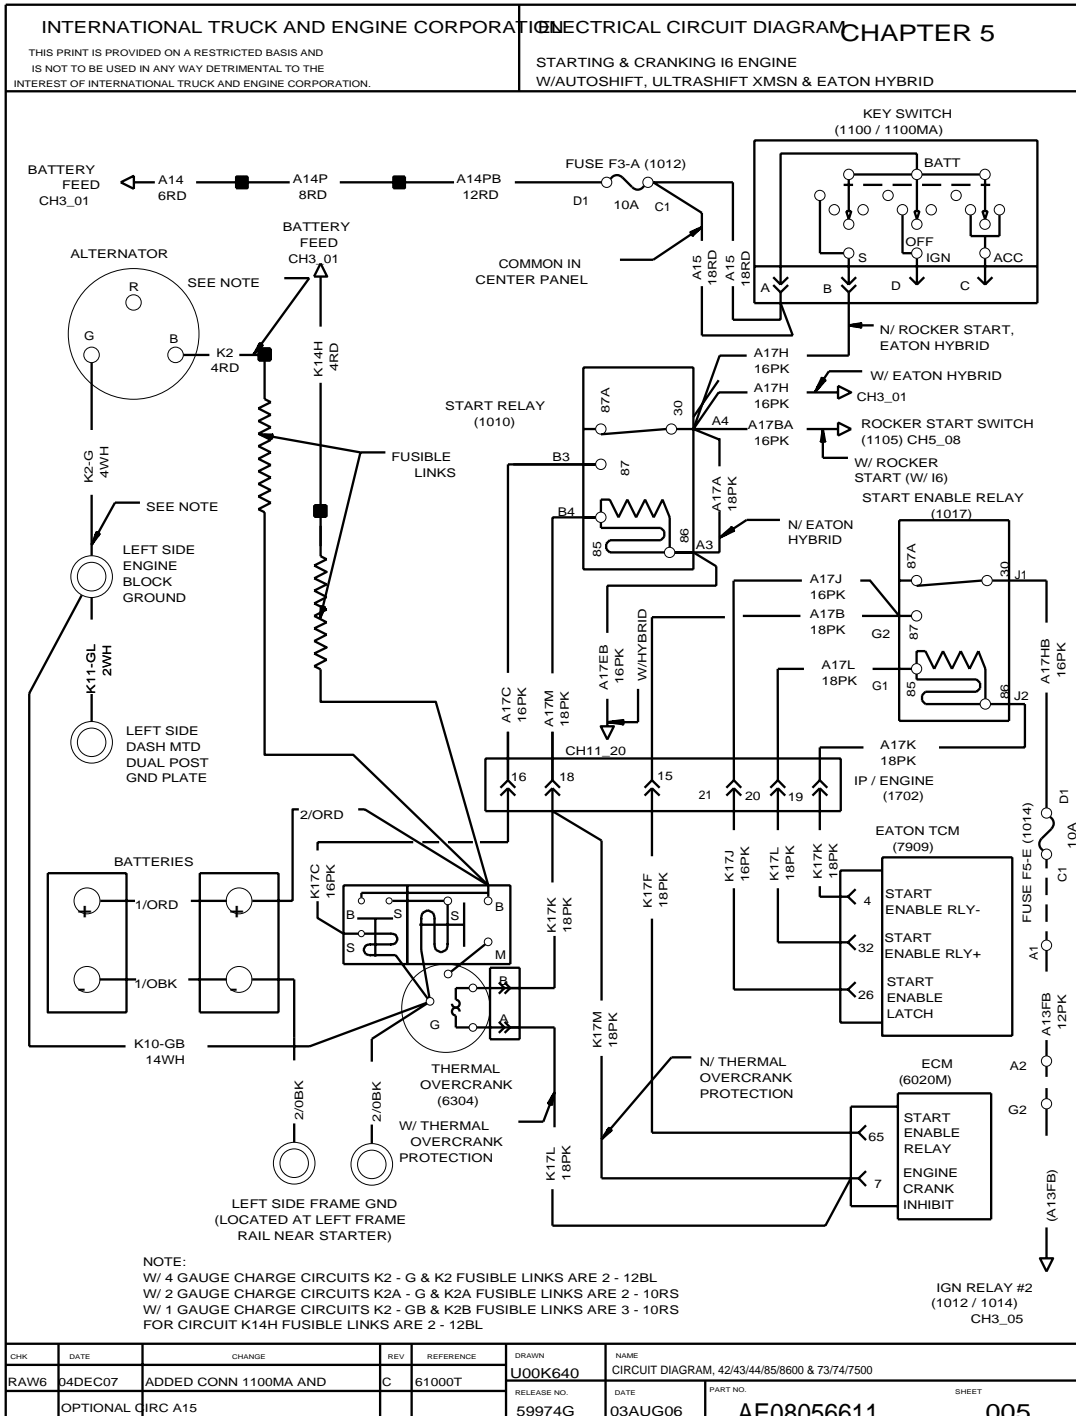 INTERNATIONAL TRUCK AND ENGINE CORPORATION
THIS PRINT IS PROVIDED ON A RESTRICTED BASIS AND
IS NOT TO BE USED IN ANY WAY DETRIMENTAL TO THE
INTEREST OF INTERNATIONAL TRUCK AND ENGINE CORPORATION.
ELECTRICAL CIRCUIT DIAGRAM
CHAPTER 5
STARTING & CRANKING I6 ENGINE
W/AUTOSHIFT, ULTRASHIFT XMSN & EATON HYBRID
KEY SWITCH
(1100 / 1100MA)
BATT
OFF
S
IGN
ACC
A
B
D
C
BATTERY
FEED
CH3_01
A14
6RD
A14P
8RD
A14PB
12RD
FUSE F3-A (1012)
D1
10A
C1
COMMON IN
CENTER PANEL
A15
18RD
A15
18RD
N/ ROCKER START,
EATON HYBRID
BATTERY
FEED
CH3_01
ALTERNATOR
SEE NOTE
R
G
B
K2
4RD
K14H
4RD
K2-G
4WH
FUSIBLE
LINKS
SEE NOTE
LEFT SIDE
ENGINE
BLOCK
GROUND
K11-GL
2WH
LEFT SIDE
DASH MTD
DUAL POST
GND PLATE
START RELAY
(1010)
87A
30
87
85
86
B3
B4
A4
A3
A17H
16PK
A17H
16PK
W/ EATON HYBRID
CH3_01
A17BA
16PK
ROCKER START SWITCH
(1105) CH5_08
W/ ROCKER
START (W/ I6)
A17A
18PK
N/ EATON
HYBRID
START ENABLE RELAY
(1017)
87A
30
J1
87
G2
85
G1
86
J2
A17J
16PK
A17B
18PK
A17L
18PK
A17K
18PK
A17HB
16PK
A17C
16PK
A17M
18PK
A17EB
16PK
W/HYBRID
CH11_20
16
18
15
21
20
19
IP / ENGINE
(1702)
2/ORD
BATTERIES
1/ORD
1/OBK
+
+
-
-
K17C
16PK
B
S
S
B
S
M
G
B
A
K17K
18PK
K17M
18PK
K17F
18PK
K17J
16PK
K17L
18PK
K17K
18PK
EATON TCM
(7909)
4
START
ENABLE RLY-
32
START
ENABLE RLY+
26
START
ENABLE
LATCH
FUSE F5-E (1014)
D1
10A
C1
A1
A13FB
12PK
A2
G2
(A13FB)
IGN RELAY #2
(1012 / 1014)
CH3_05
K10-GB
14WH
2/0BK
2/0BK
THERMAL
OVERCRANK
(6304)
W/ THERMAL
OVERCRANK
PROTECTION
K17L
18PK
N/ THERMAL
OVERCRANK
PROTECTION
ECM
(6020M)
65
START
ENABLE
RELAY
7
ENGINE
CRANK
INHIBIT
LEFT SIDE FRAME GND
(LOCATED AT LEFT FRAME
RAIL NEAR STARTER)
NOTE:
W/ 4 GAUGE CHARGE CIRCUITS K2 - G & K2 FUSIBLE LINKS ARE 2 - 12BL
W/ 2 GAUGE CHARGE CIRCUITS K2A - G & K2A FUSIBLE LINKS ARE 2 - 10RS
W/ 1 GAUGE CHARGE CIRCUITS K2 - GB & K2B FUSIBLE LINKS ARE 3 - 10RS
FOR CIRCUIT K14H FUSIBLE LINKS ARE 2 - 12BL
CHK DATE CHANGE REV REFERENCE
RAW6 04DEC07 ADDED CONN 1100MA AND C 61000T
OPTIONAL CIRC A15
DRAWN
U00K640
NAME
CIRCUIT DIAGRAM, 42/43/44/85/8600 & 73/74/7500
RELEASE NO.
59974G
DATE
03AUG06
PART NO.
AE08056611
SHEET
005